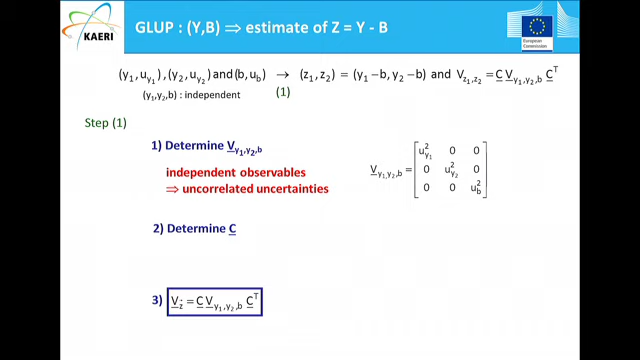 KAERI
GLUP : (Y,B) ⇒ estimate of Z = Y - B
European
Commission
(y₁, u_y₁) , (y₂, u_y₂) and (b, u_b) → (z₁, z₂) = (y₁ – b, y₂ – b) and V_z₁,z₂ = C V_y₁,y₂,b Cᵀ
(y₁,y₂,b) : independent
(1)
Step (1)
1) Determine V_y₁,y₂,b
independent observables
⇒ uncorrelated uncertainties
V_y₁,y₂,b = [u²_y₁ 0 0
0 u²_y₂ 0
0 0 u²_b]
2) Determine C
3) V_z = C V_y₁,y₂,b Cᵀ